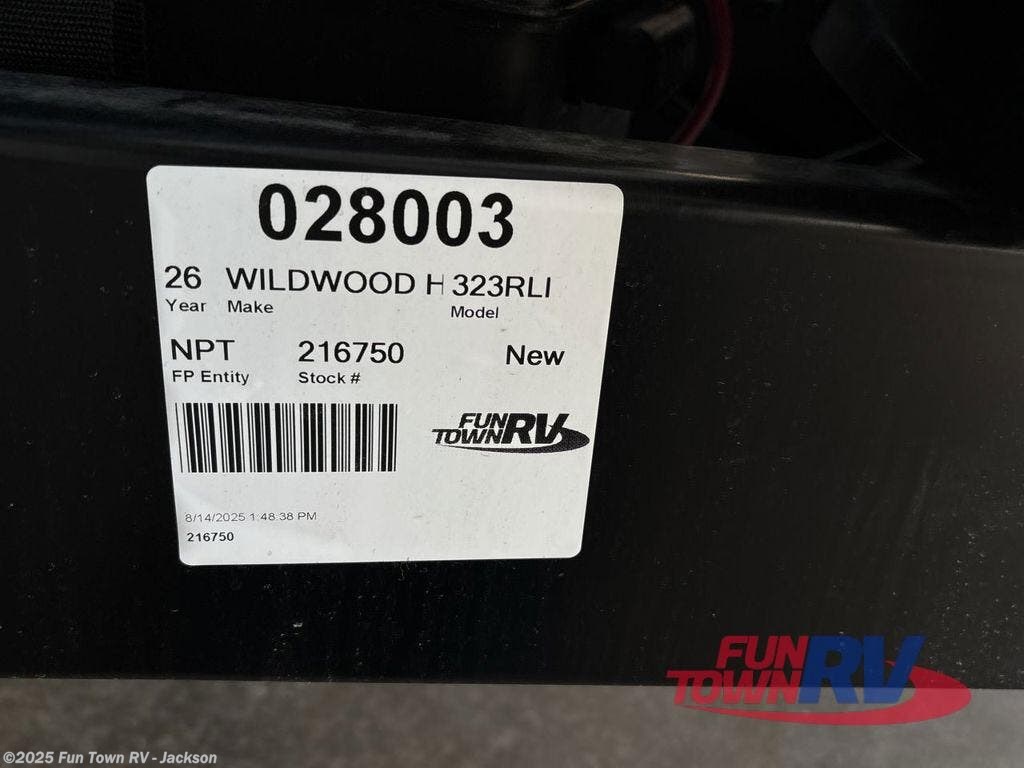 028003
26 WILDWOOD H 323RLI
Year Make Model
NPT 216750 New
FP Entity Stock #
FUN
TOWN RV
8/14/2025 1:48:38 PM
216750
FUN
TOWN RV
©2025 Fun Town RV - Jackson